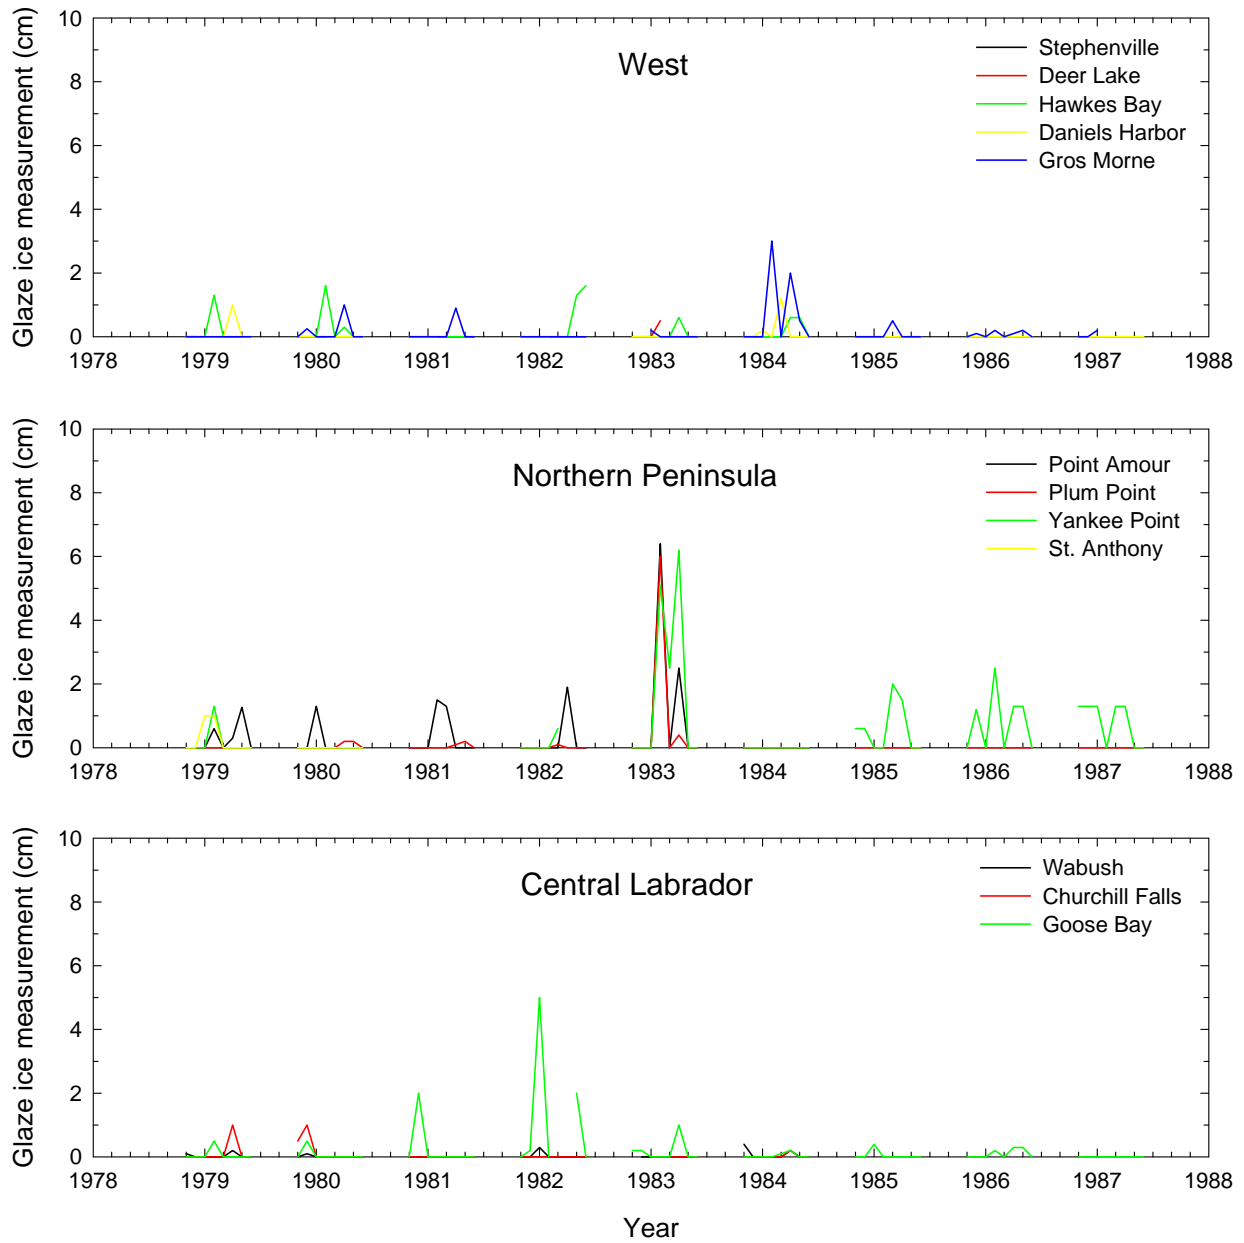 Glaze ice measurement (cm)
10
8
6
4
2
0
West
Stephenville
Deer Lake
Hawkes Bay
Daniels Harbor
Gros Morne
1978 1979 1980 1981 1982 1983 1984 1985 1986 1987 1988
Glaze ice measurement (cm)
10
8
6
4
2
0
Northern Peninsula
Point Amour
Plum Point
Yankee Point
St. Anthony
1978 1979 1980 1981 1982 1983 1984 1985 1986 1987 1988
Glaze ice measurement (cm)
10
8
6
4
2
0
Central Labrador
Wabush
Churchill Falls
Goose Bay
1978 1979 1980 1981 1982 1983 1984 1985 1986 1987 1988
Year